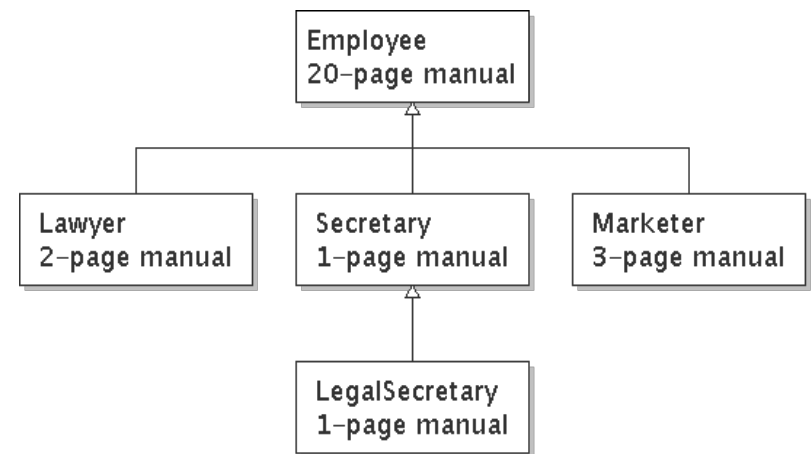 Employee
20-page manual
Lawyer
2-page manual
Secretary
1-page manual
Marketer
3-page manual
LegalSecretary
1-page manual